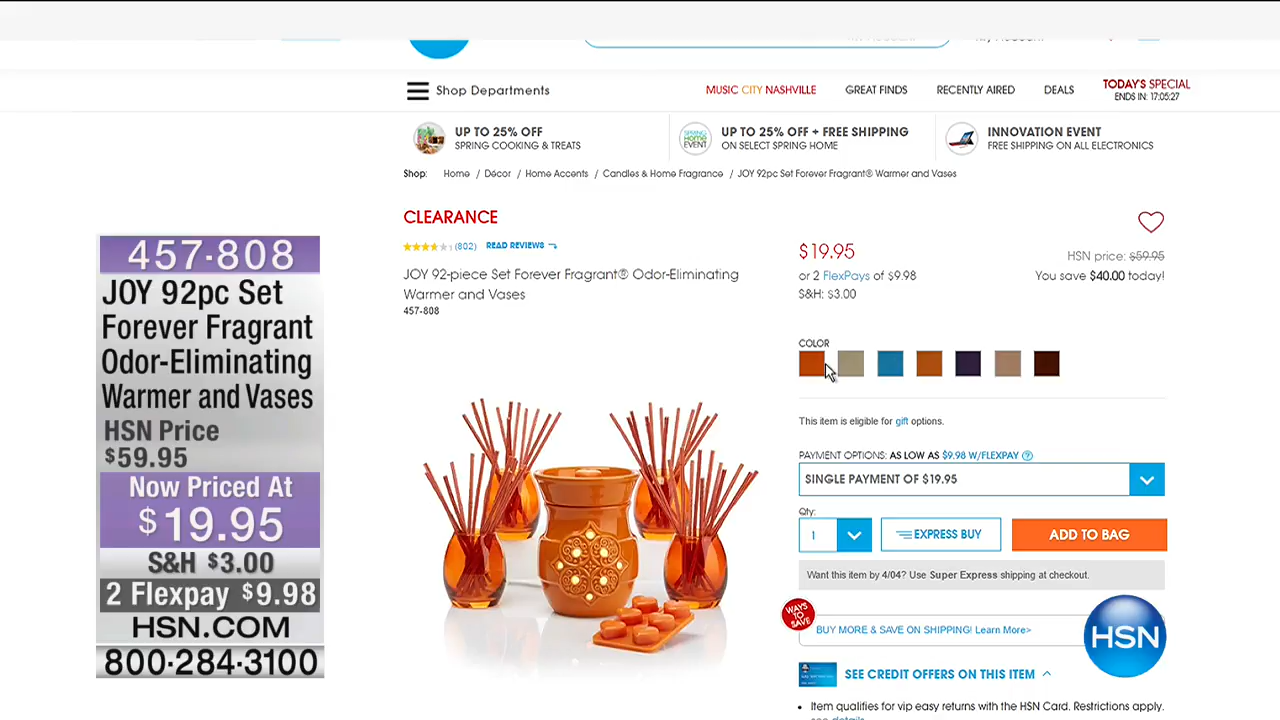 Shop Departments
MUSIC CITY NASHVILLE
GREAT FINDS
RECENTLY AIRED
DEALS
TODAY'S SPECIAL
ENDS IN: 17:05:27
UP TO 25% OFF
SPRING COOKING & TREATS
SPRING
Home
EVENT
UP TO 25% OFF + FREE SHIPPING
ON SELECT SPRING HOME
INNOVATION EVENT
FREE SHIPPING ON ALL ELECTRONICS
Shop: Home / Décor / Home Accents / Candles & Home Fragrance / JOY 92pc Set Forever Fragrant® Warmer and Vases
CLEARANCE
(802) READ REVIEWS
JOY 92-piece Set Forever Fragrant® Odor-Eliminating
Warmer and Vases
457-808
$19.95
or 2 FlexPays of $9.98
S&H: $3.00
HSN price: $59.95
You save $40.00 today!
COLOR
This item is eligible for gift options.
PAYMENT OPTIONS: AS LOW AS $9.98 W/FLEXPAY ?
SINGLE PAYMENT OF $19.95
Qty:
1
EXPRESS BUY
ADD TO BAG
Want this item by 4/04? Use Super Express shipping at checkout.
WAYS
TO
SAVE
BUY MORE & SAVE ON SHIPPING! Learn More>
HSN
SEE CREDIT OFFERS ON THIS ITEM
• Item qualifies for vip easy returns with the HSN Card. Restrictions apply.
see details.
457-808
JOY 92pc Set
Forever Fragrant
Odor-Eliminating
Warmer and Vases
HSN Price
$59.95
Now Priced At
$19.95
S&H $3.00
2 Flexpay $9.98
HSN.COM
800-284-3100